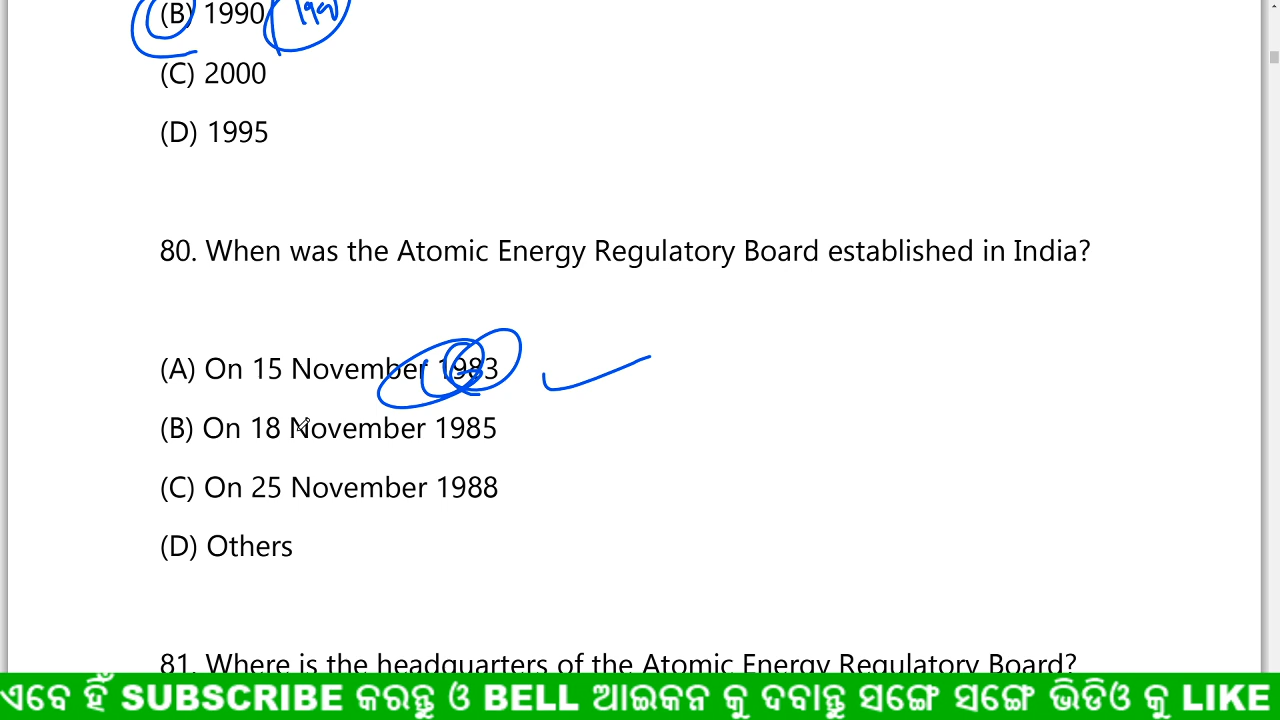 (B) 1990 1990
(C) 2000
(D) 1995
80. When was the Atomic Energy Regulatory Board established in India?
(A) On 15 November 1983
(B) On 18 November 1985
(C) On 25 November 1988
(D) Others
81. Where is the headquarters of the Atomic Energy Regulatory Board?
ଏବେ ହିଁ SUBSCRIBE କରନ୍ତୁ ଓ BELL ଆଇକନ କୁ ଦବାନ୍ତୁ ସଙ୍ଗେ ସଙ୍ଗେ ଭିଡିଓ କୁ LIKE